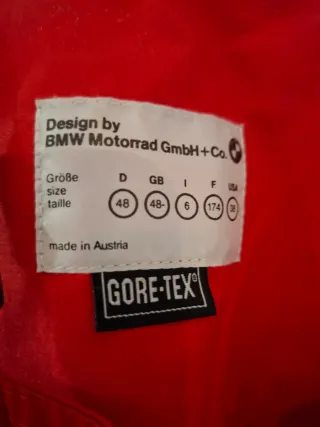 Design by
BMW Motorrad GmbH+Co.
Größe D GB I F USA
size
taille 48 48- 6 174 38
made in Austria
GORE-TEX®